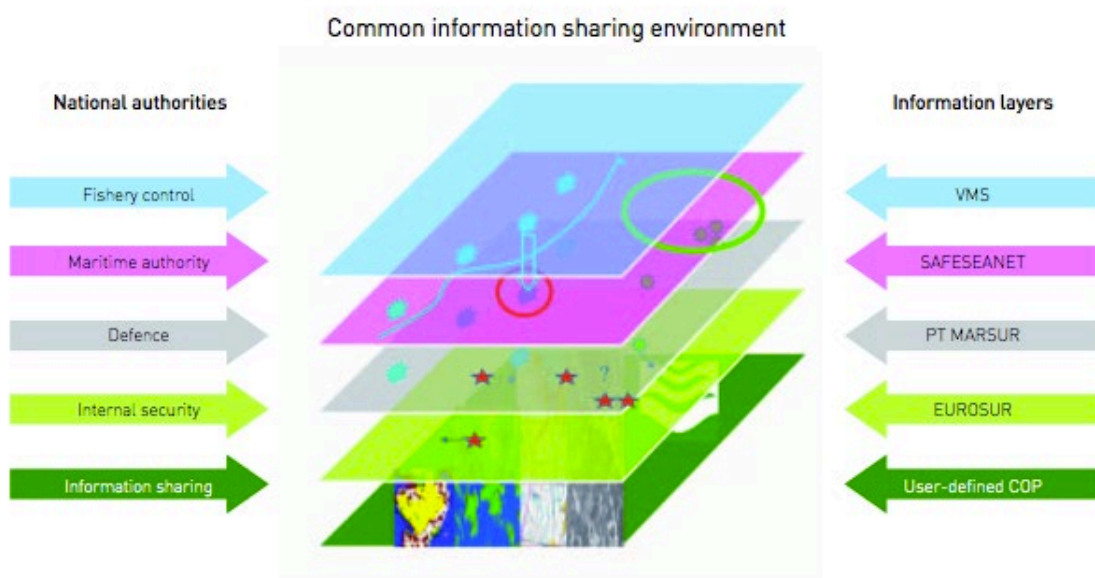 Common information sharing environment
National authorities
Information layers
Fishery control
VMS
Maritime authority
SAFESEANET
Defence
PT MARSUR
?
Internal security
EUROSUR
Information sharing
User-defined COP